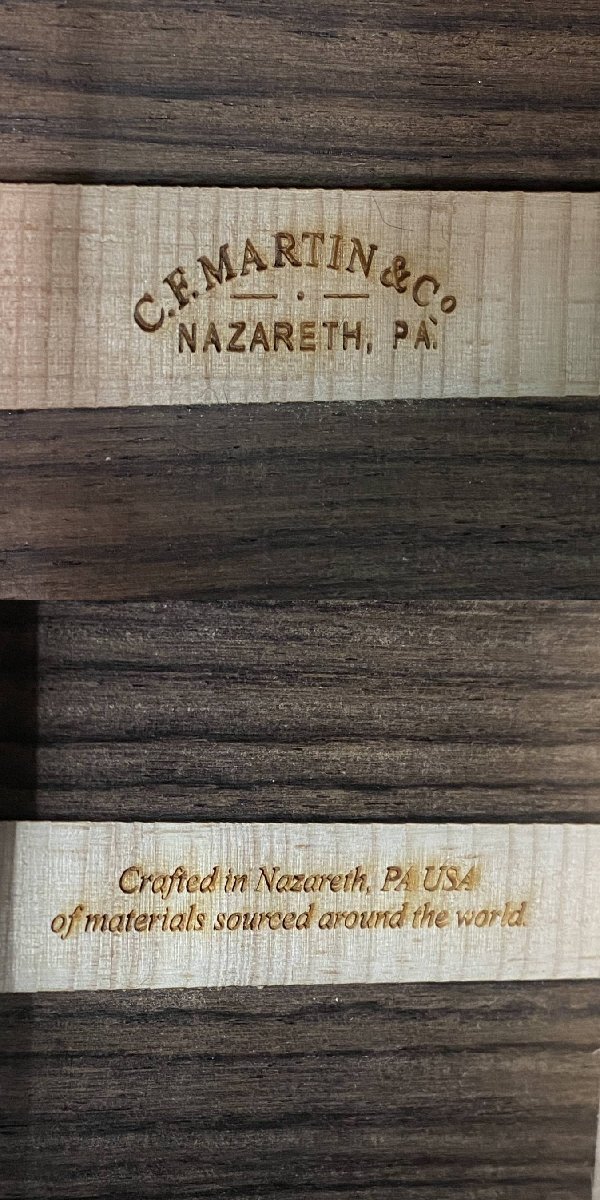 C.F. MARTIN & Co
NAZARETH, PA.
Crafted in Nazareth, PA USA
of materials sourced around the world.